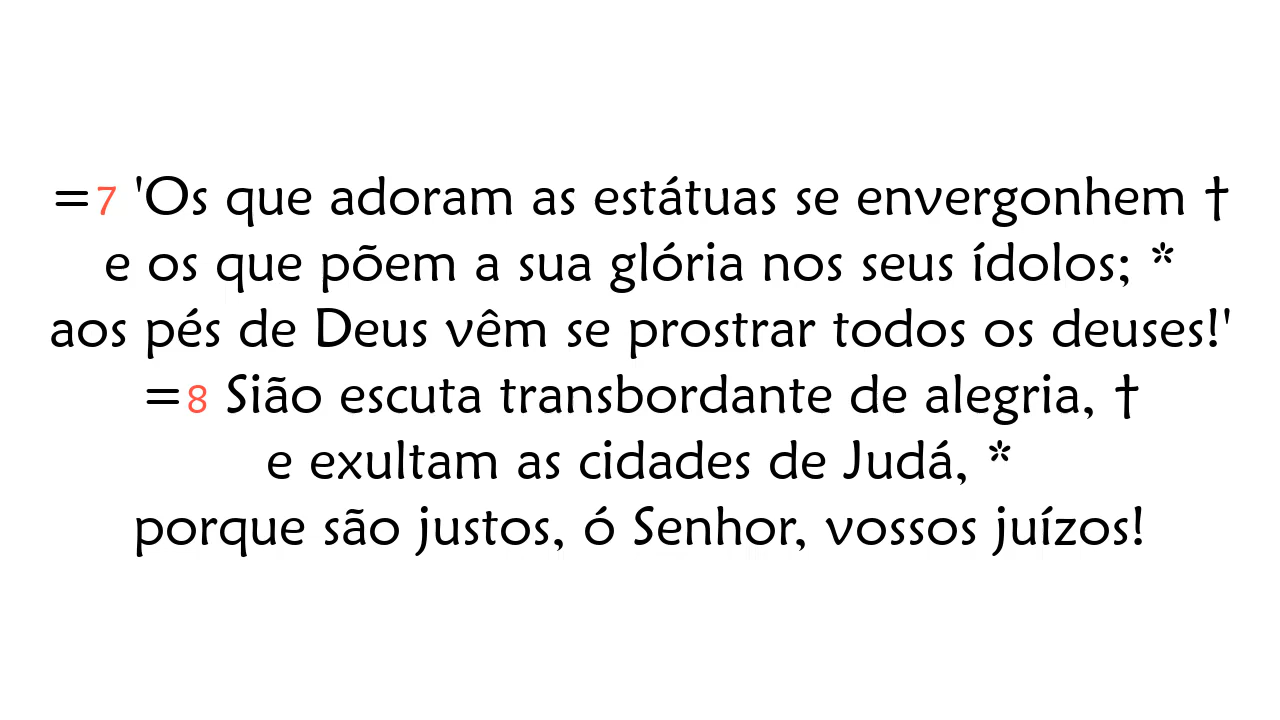 =7 'Os que adoram as estátuas se envergonhem †
e os que põem a sua glória nos seus ídolos; *
aos pés de Deus vêm se prostrar todos os deuses!'
=8 Sião escuta transbordante de alegria, †
e exultam as cidades de Judá, *
porque são justos, ó Senhor, vossos juízos!